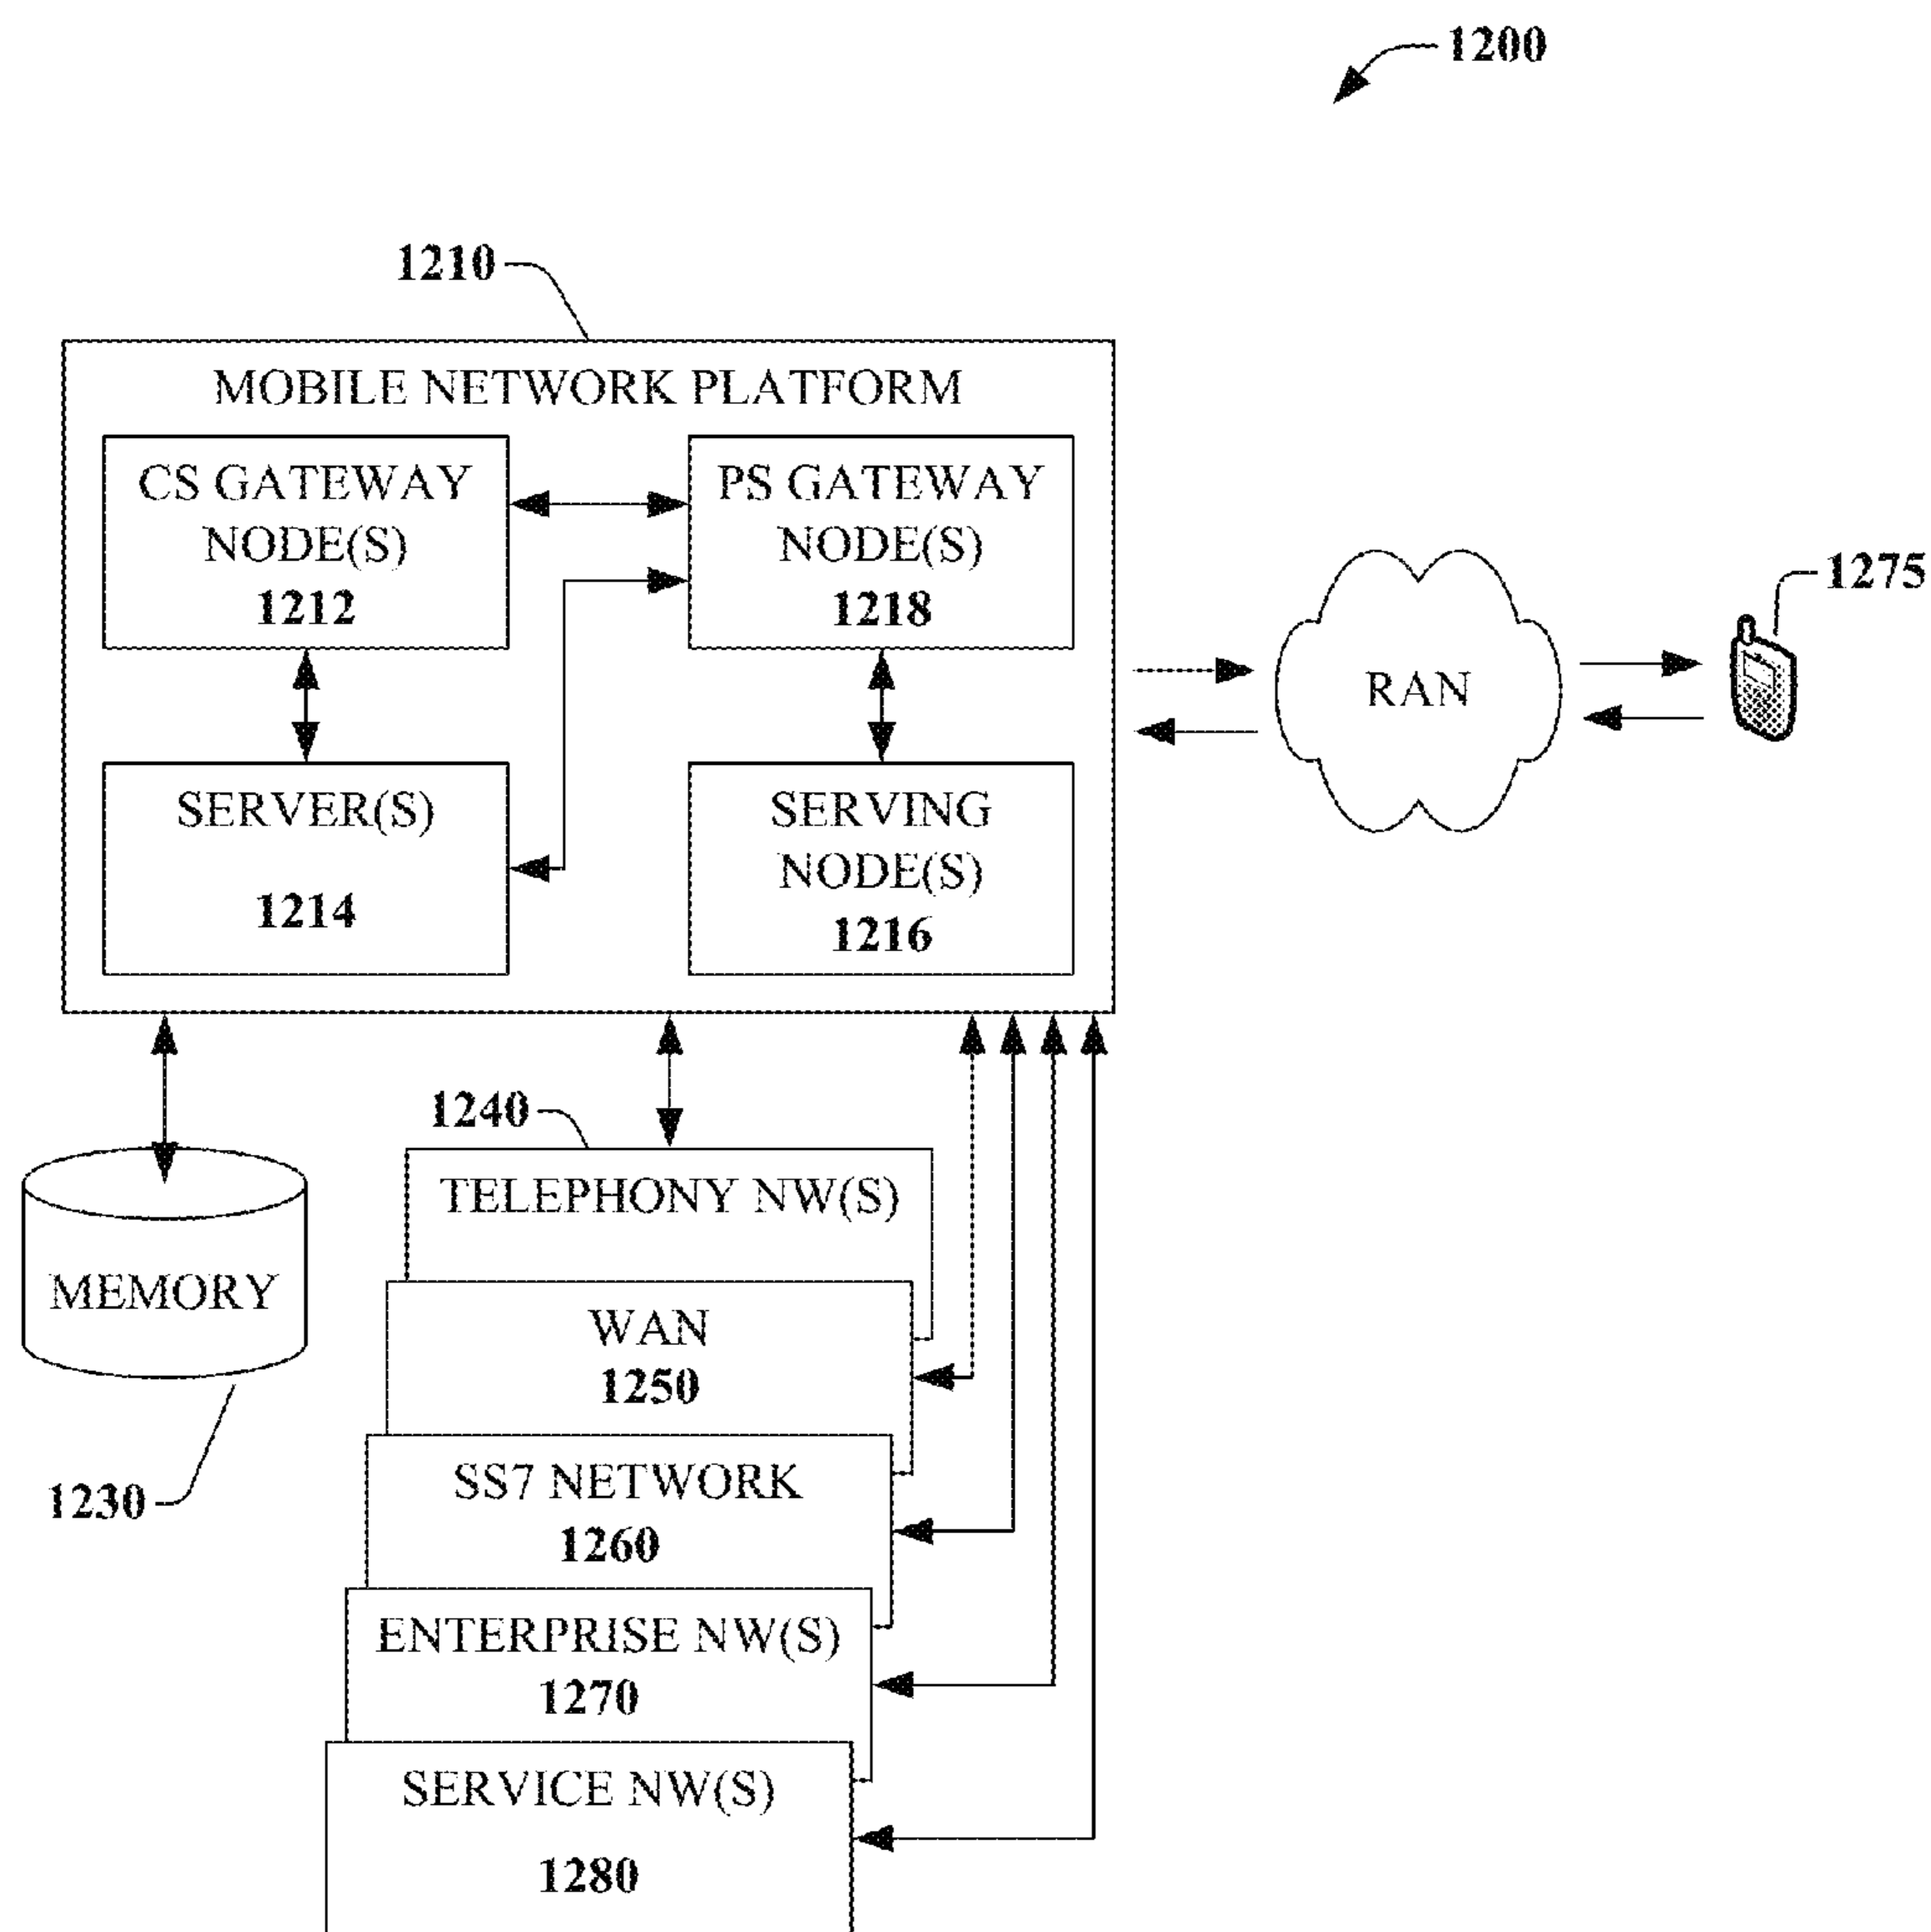 1200
1210
MOBILE NETWORK PLATFORM
CS GATEWAY
NODE(S)
1212
PS GATEWAY
NODE(S)
1218
SERVER(S)
1214
SERVING
NODE(S)
1216
RAN
1275
1240
TELEPHONY NW(S)
MEMORY
1230
WAN
1250
SS7 NETWORK
1260
ENTERPRISE NW(S)
1270
SERVICE NW(S)
1280